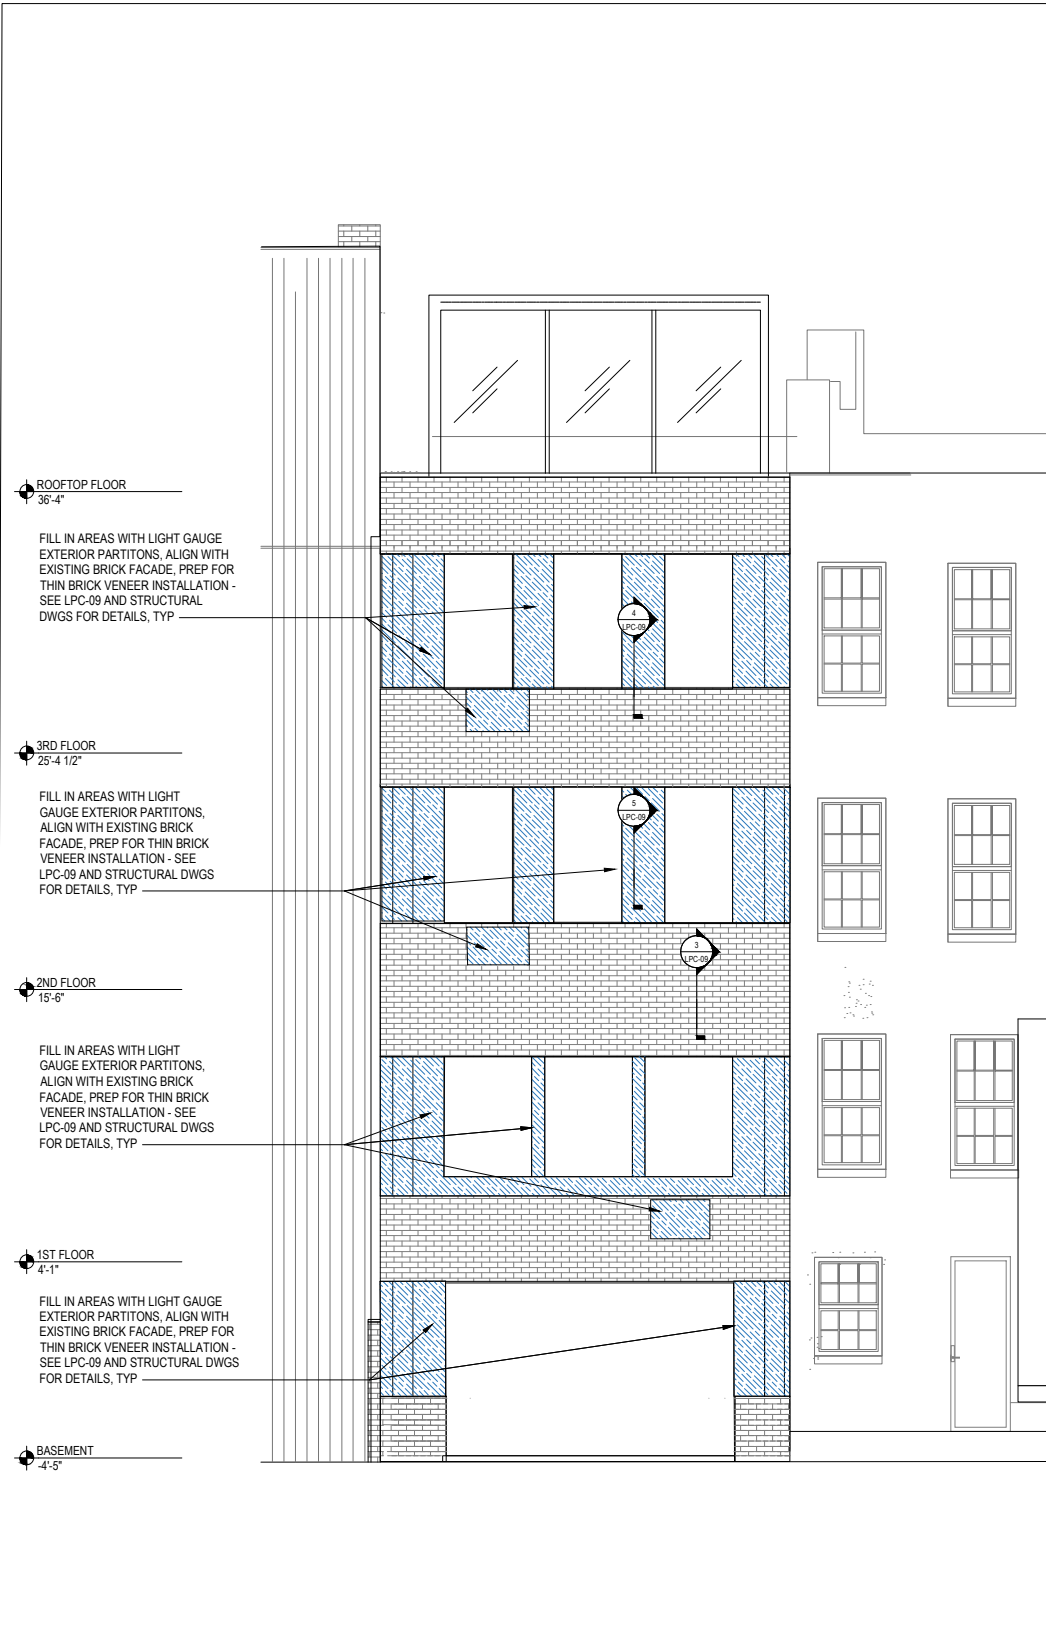 ROOFTOP FLOOR
36'-4"
FILL IN AREAS WITH LIGHT GAUGE
EXTERIOR PARTITONS, ALIGN WITH
EXISTING BRICK FACADE, PREP FOR
THIN BRICK VENEER INSTALLATION -
SEE LPC-09 AND STRUCTURAL
DWGS FOR DETAILS, TYP
4
LPC-09
3RD FLOOR
25'-4 1/2"
FILL IN AREAS WITH LIGHT
GAUGE EXTERIOR PARTITONS,
ALIGN WITH EXISTING BRICK
FACADE, PREP FOR THIN BRICK
VENEER INSTALLATION - SEE
LPC-09 AND STRUCTURAL DWGS
FOR DETAILS, TYP
5
LPC-09
3
LPC-09
2ND FLOOR
15'-6"
FILL IN AREAS WITH LIGHT
GAUGE EXTERIOR PARTITONS,
ALIGN WITH EXISTING BRICK
FACADE, PREP FOR THIN BRICK
VENEER INSTALLATION - SEE
LPC-09 AND STRUCTURAL DWGS
FOR DETAILS, TYP
1ST FLOOR
4'-1"
FILL IN AREAS WITH LIGHT GAUGE
EXTERIOR PARTITONS, ALIGN WITH
EXISTING BRICK FACADE, PREP FOR
THIN BRICK VENEER INSTALLATION -
SEE LPC-09 AND STRUCTURAL DWGS
FOR DETAILS, TYP
BASEMENT
-4'-5"